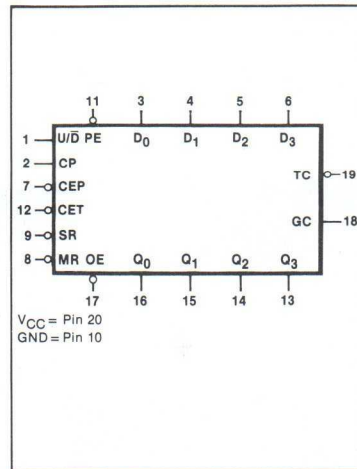 11 3 4 5 6
1 U/D̅ PE D₀ D₁ D₂ D₃
2 CP
TC 19
7 CEP
12 CET
GC 18
9 SR
8 MR OE Q₀ Q₁ Q₂ Q₃
17 16 15 14 13
V_CC = Pin 20
GND = Pin 10